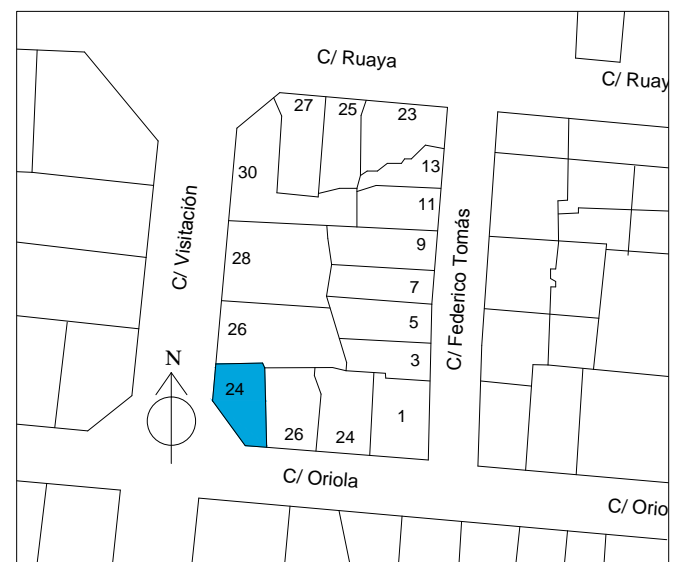 C/ Ruaya
C/ Ruay
27
25
23
13
30
11
C/ Visitación
C/ Federico Tomás
9
28
7
5
26
3
N
24
1
26
24
C/ Oriola
C/ Orio